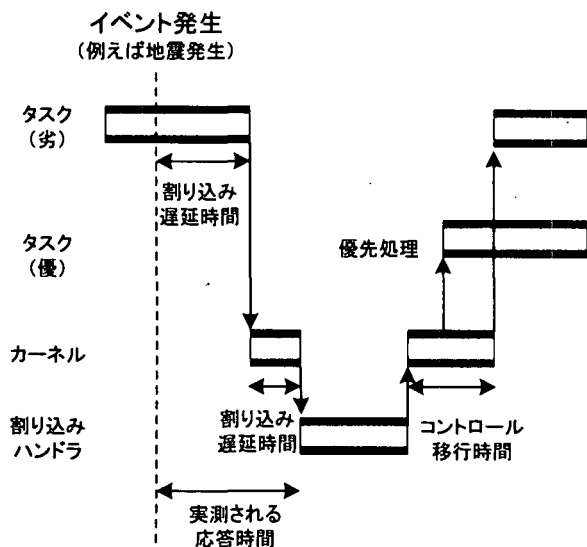 イベント発生
(例えば地震発生)
タスク
(劣)
割り込み
遅延時間
タスク
(優)
優先処理
カーネル
割り込み
ハンドラ
割り込み
遅延時間
コントロール
移行時間
実測される
応答時間